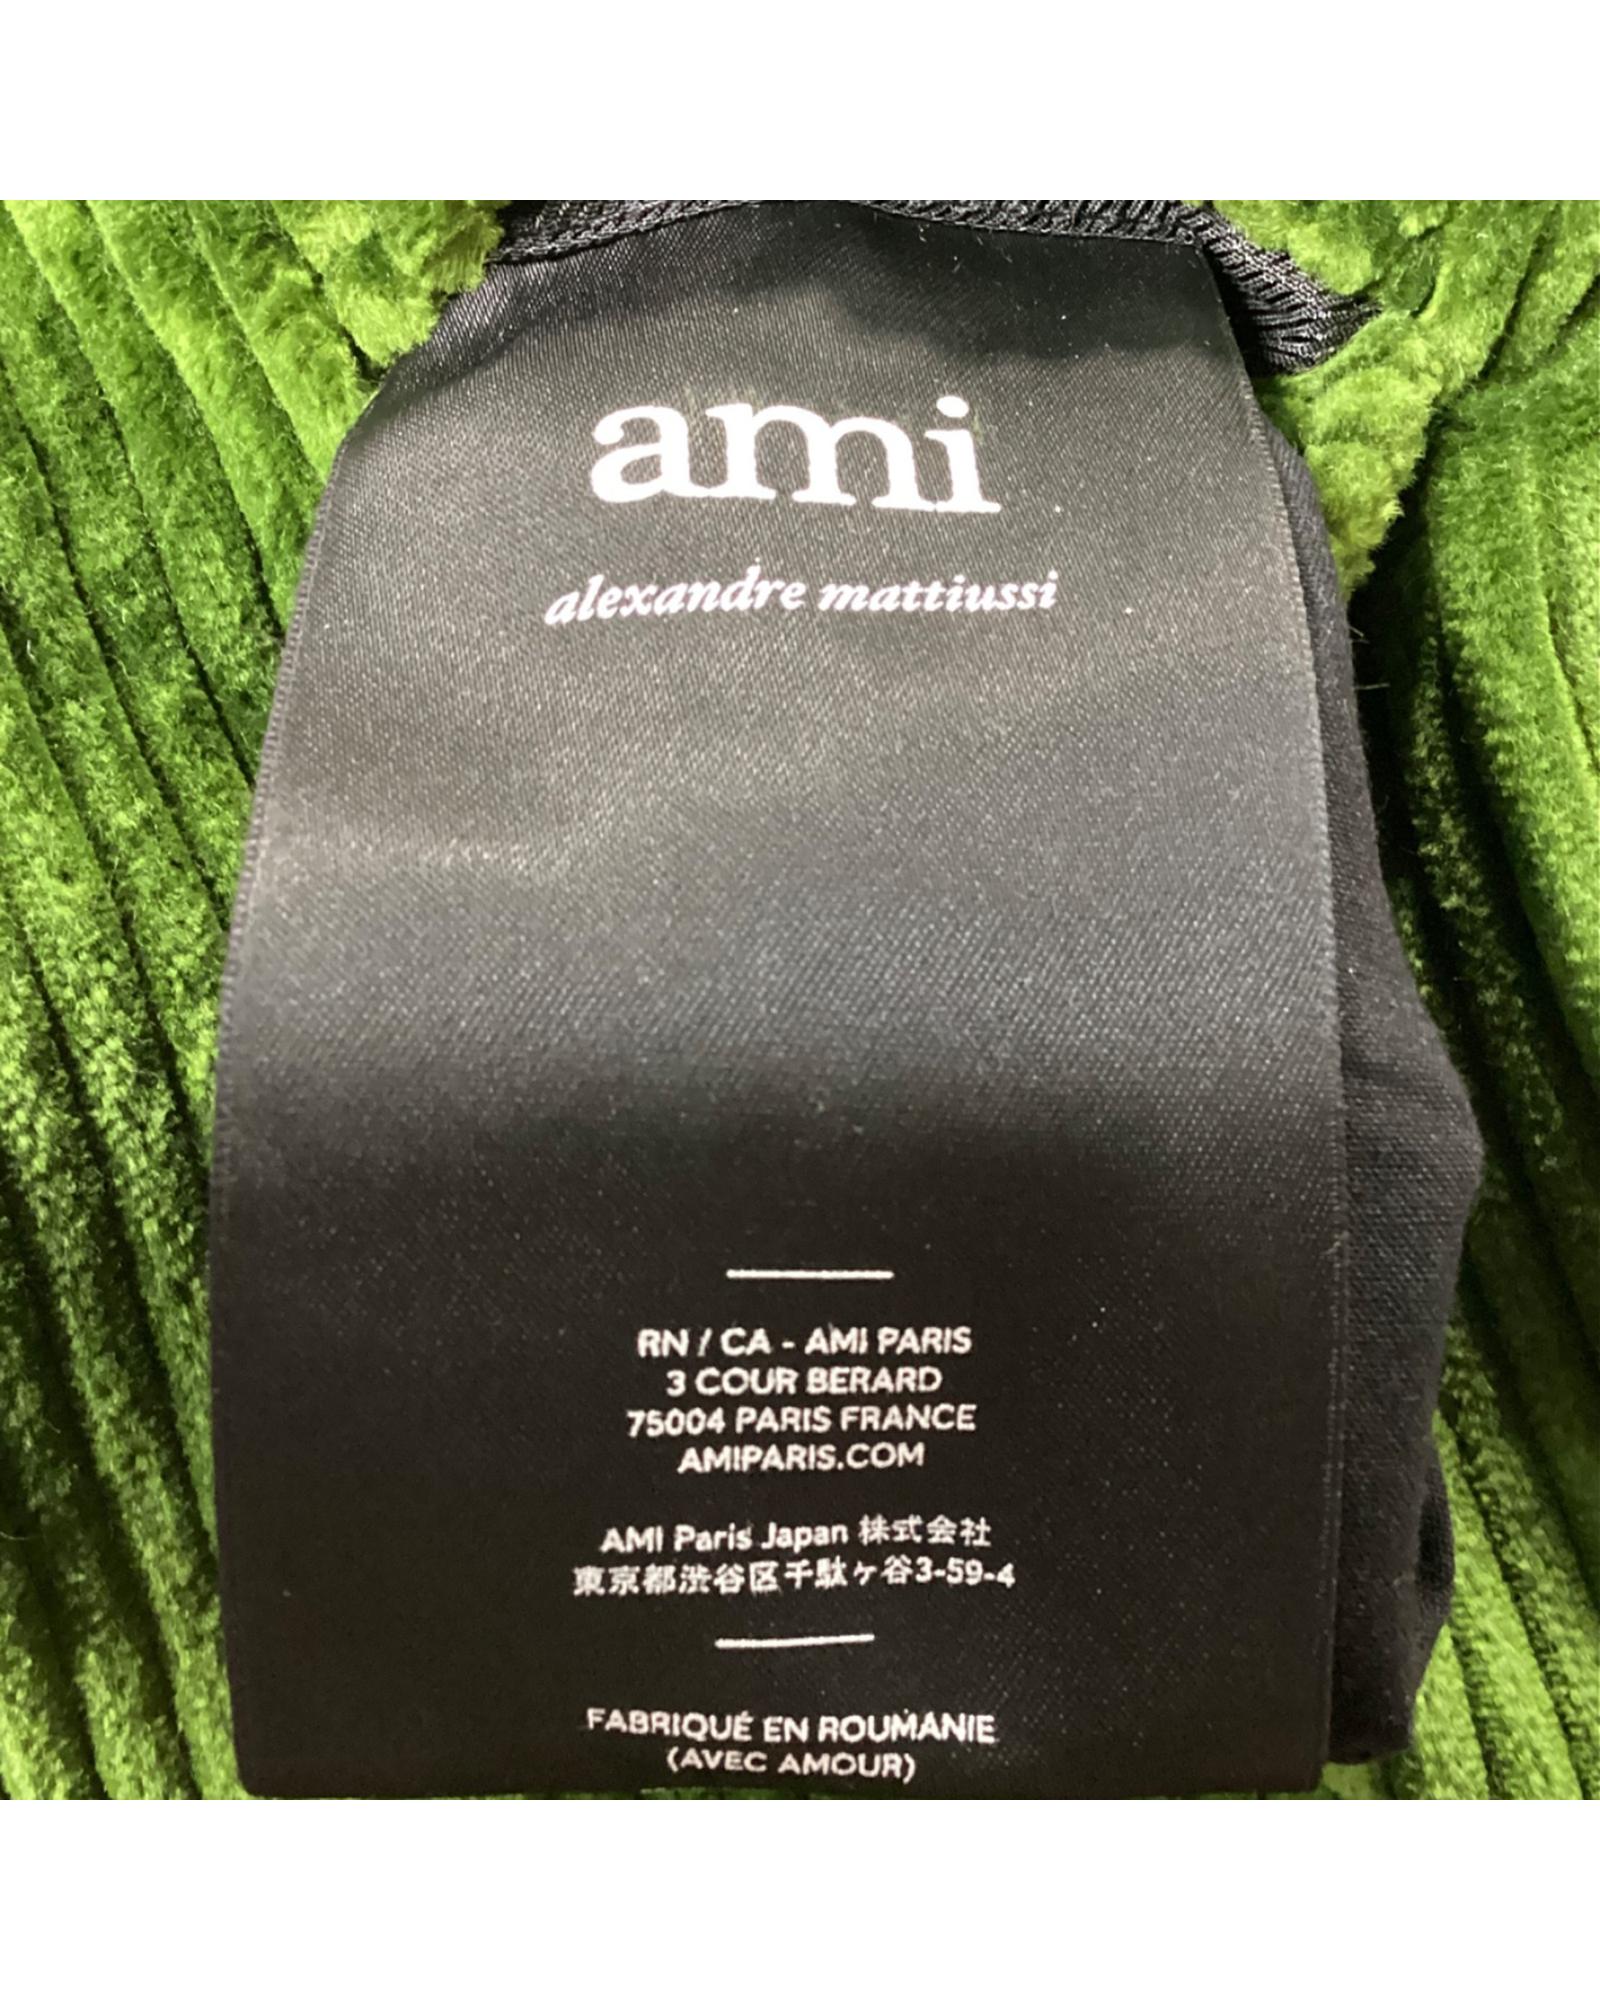 ami
alexandre mattiussi
RN / CA - AMI PARIS
3 COUR BERARD
75004 PARIS FRANCE
AMIPARIS.COM
AMI Paris Japan 株式会社
東京都渋谷区千駄ヶ谷3-59-4
FABRIQUÉ EN ROUMANIE
(AVEC AMOUR)